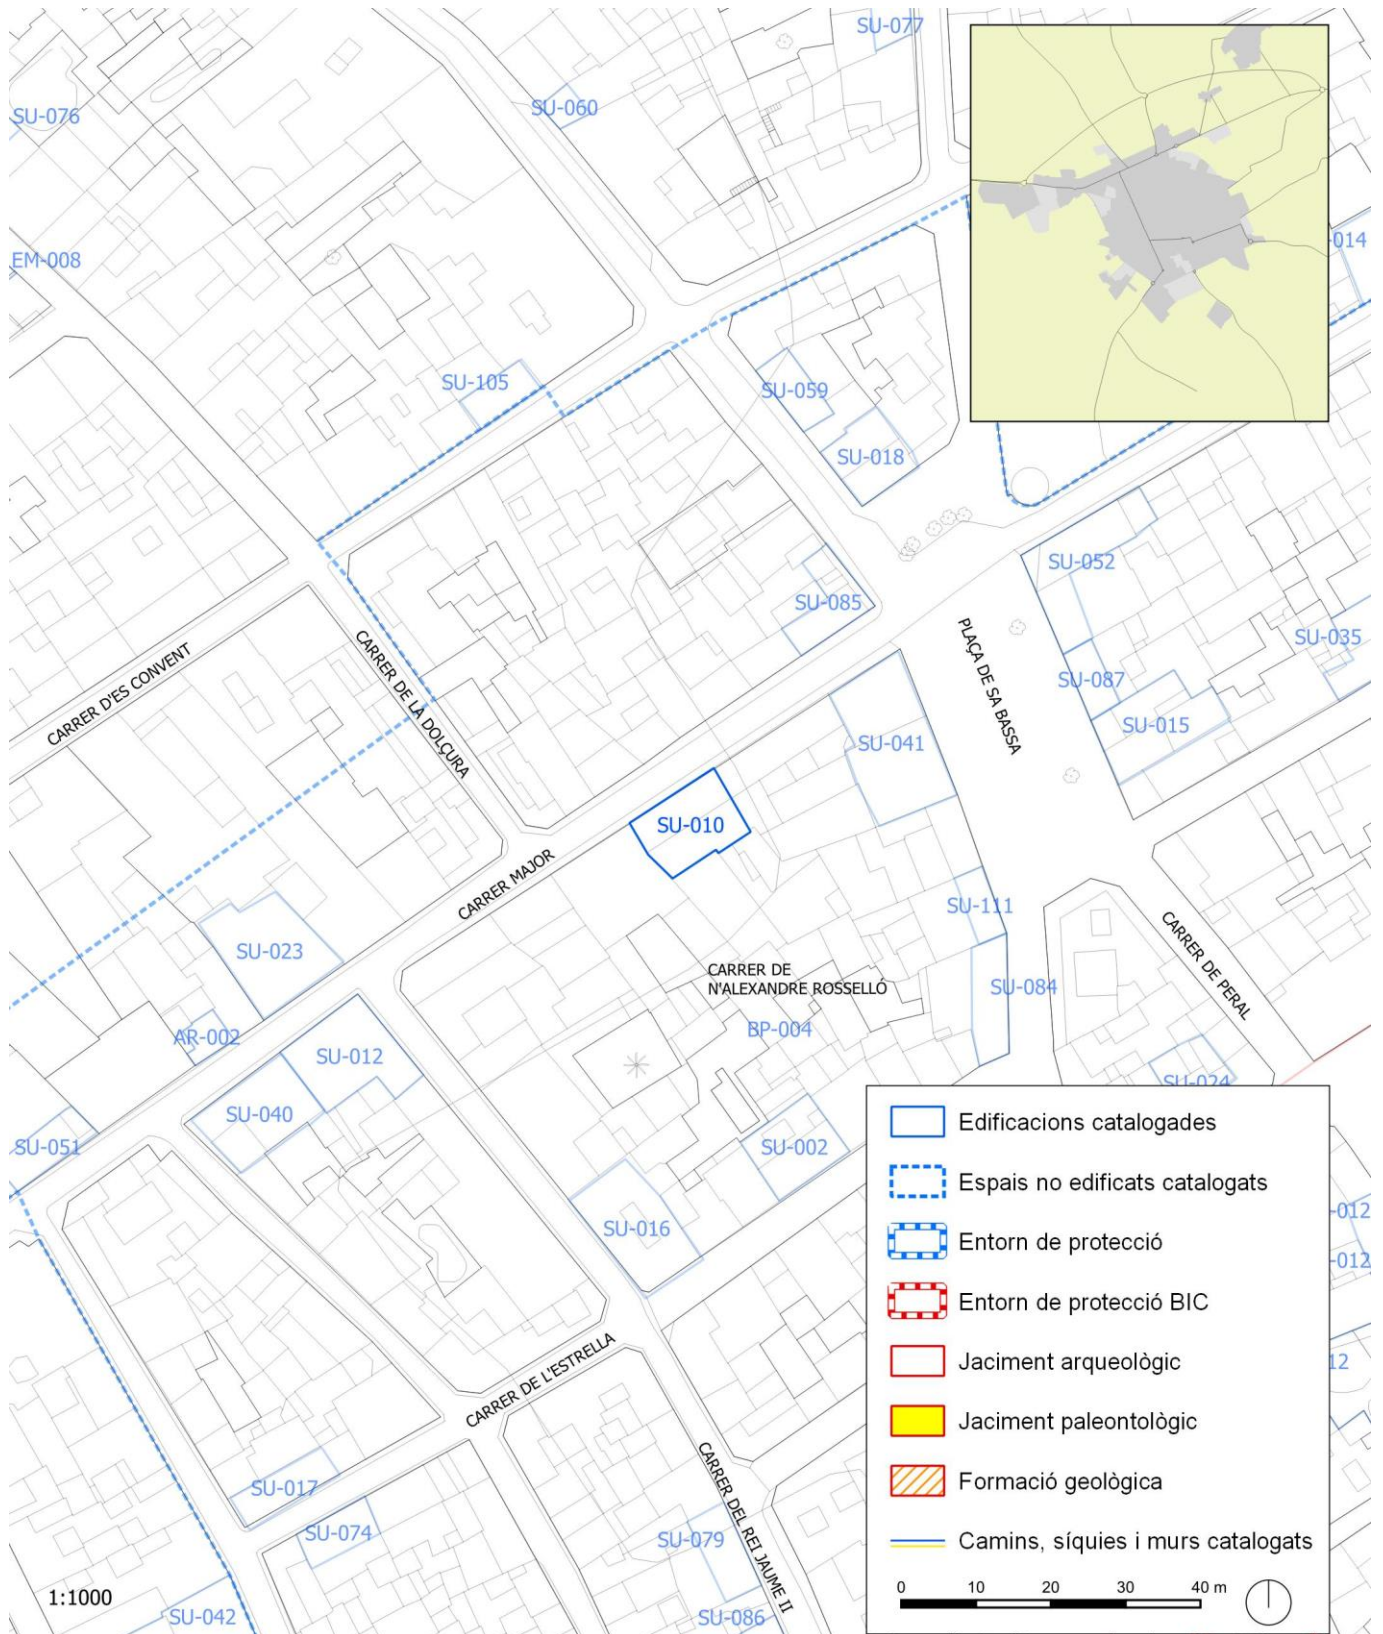 SU-077
SU-076
SU-060
EM-008
-014
SU-105
SU-059
SU-018
SU-052
SU-085
SU-035
CARRER D'ES CONVENT
CARRER DE LA DOLÇURA
PLAÇA DE SA BASSA
SU-087
SU-015
SU-041
SU-010
CARRER MAJOR
SU-111
CARRER DE PERAL
SU-023
CARRER DE
N'ALEXANDRE ROSSELLÓ
SU-084
AR-002
BP-004
SU-012
SU-024
SU-040
SU-051
SU-002
SU-016
-012
-012
12
CARRER DE L'ESTRELLA
CARRER DEL REI JAUME II
SU-017
SU-074
SU-079
SU-042
SU-086
1:1000
Edificacions catalogades
Espais no edificats catalogats
Entorn de protecció
Entorn de protecció BIC
Jaciment arqueològic
Jaciment paleontològic
Formació geològica
Camins, síquies i murs catalogats
0 10 20 30 40 m